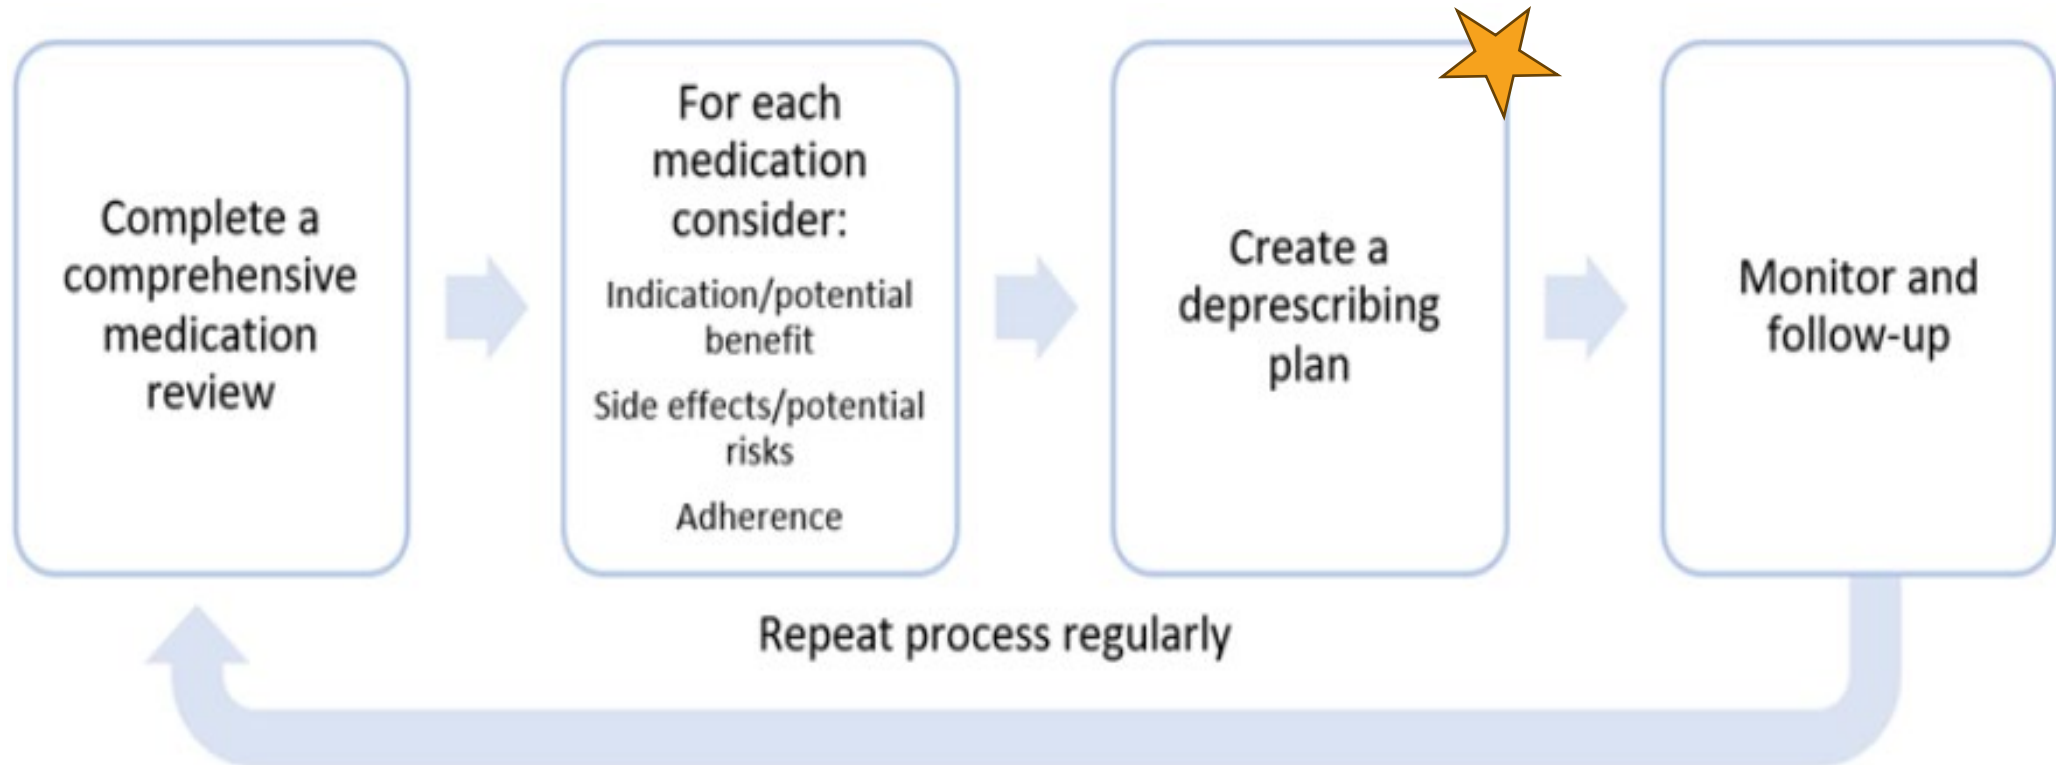 Complete a
comprehensive
medication
review
For each
medication
consider:
Indication/potential
benefit
Side effects/potential
risks
Adherence
Create a
deprescribing
plan
Monitor and
follow-up
Repeat process regularly